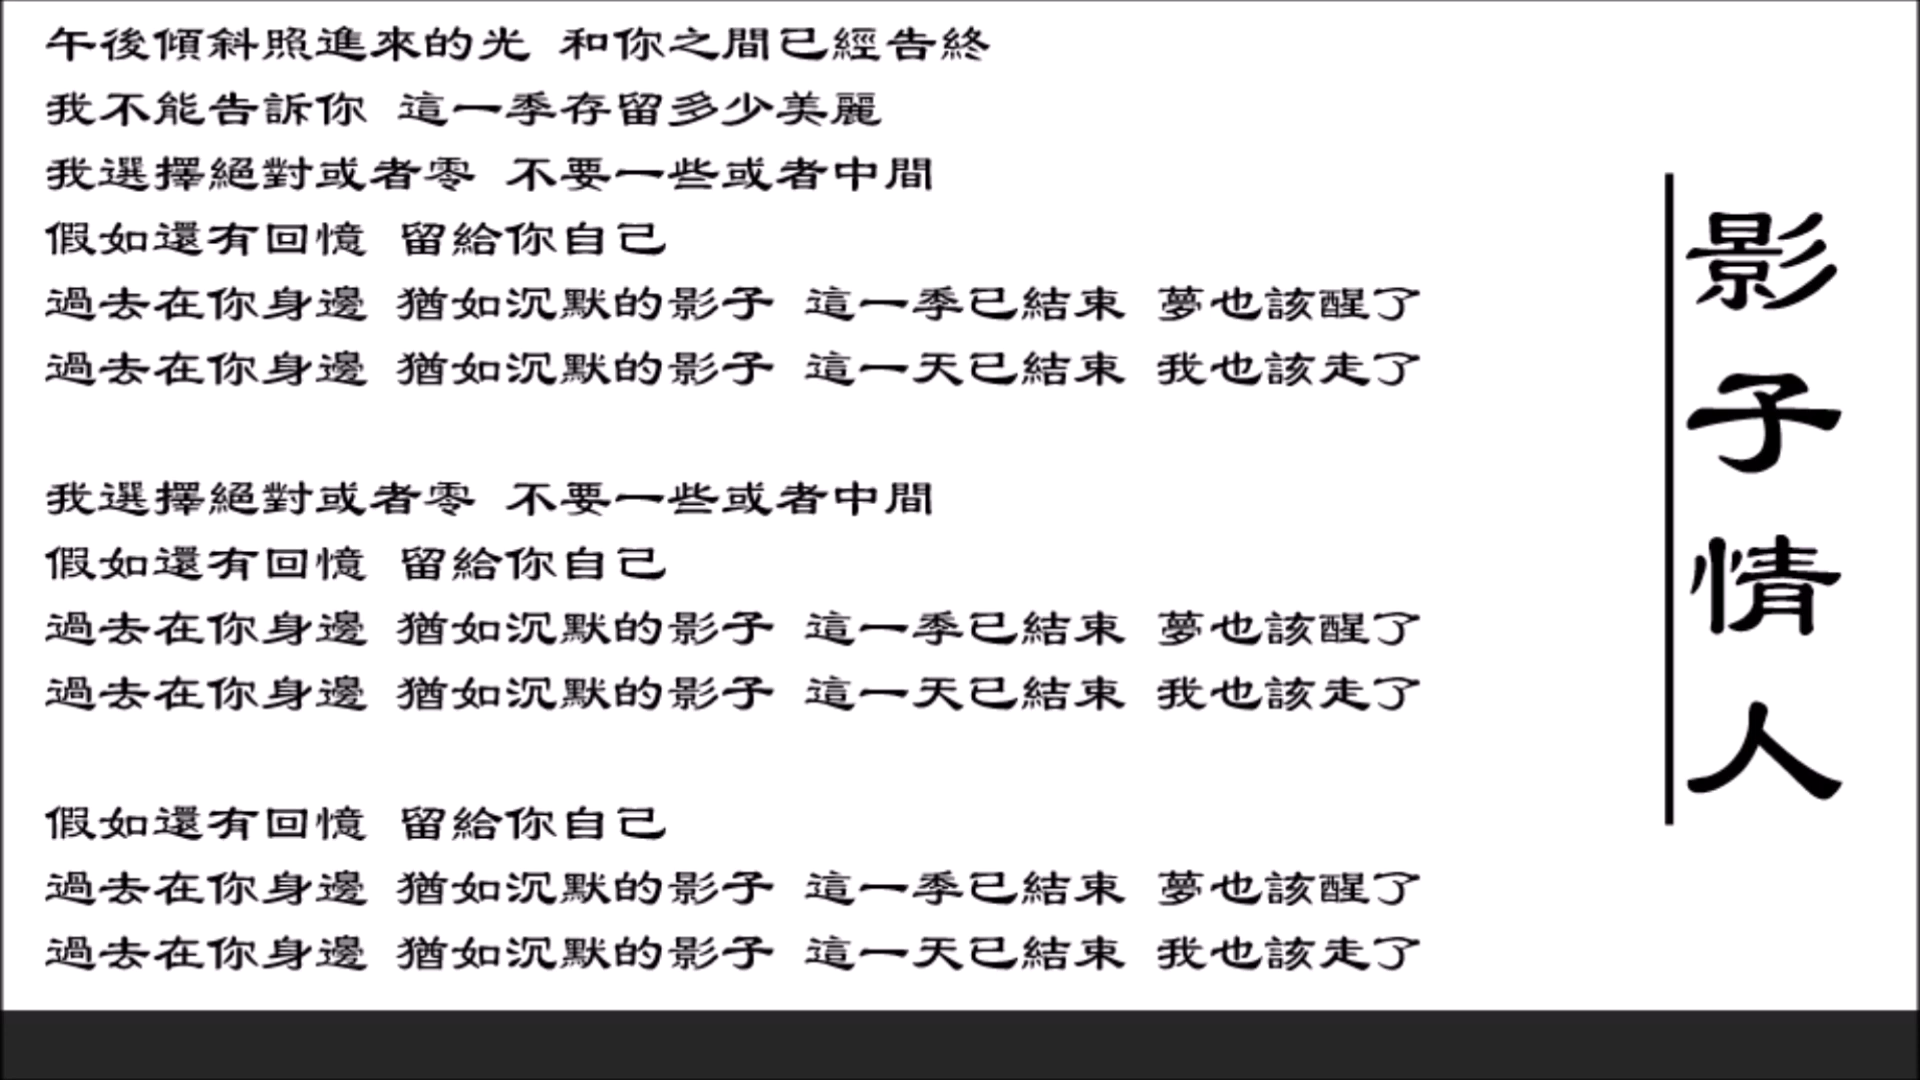 午後傾斜照進來的光 和你之間已經告終
我不能告訴你 這一季存留多少美麗
我選擇絕對或者零 不要一些或者中間
假如還有回憶 留給你自己
過去在你身邊 猶如沉默的影子 這一季已結束 夢也該醒了
過去在你身邊 猶如沉默的影子 這一天已結束 我也該走了
我選擇絕對或者零 不要一些或者中間
假如還有回憶 留給你自己
過去在你身邊 猶如沉默的影子 這一季已結束 夢也該醒了
過去在你身邊 猶如沉默的影子 這一天已結束 我也該走了
假如還有回憶 留給你自己
過去在你身邊 猶如沉默的影子 這一季已結束 夢也該醒了
過去在你身邊 猶如沉默的影子 這一天已結束 我也該走了
影子情人